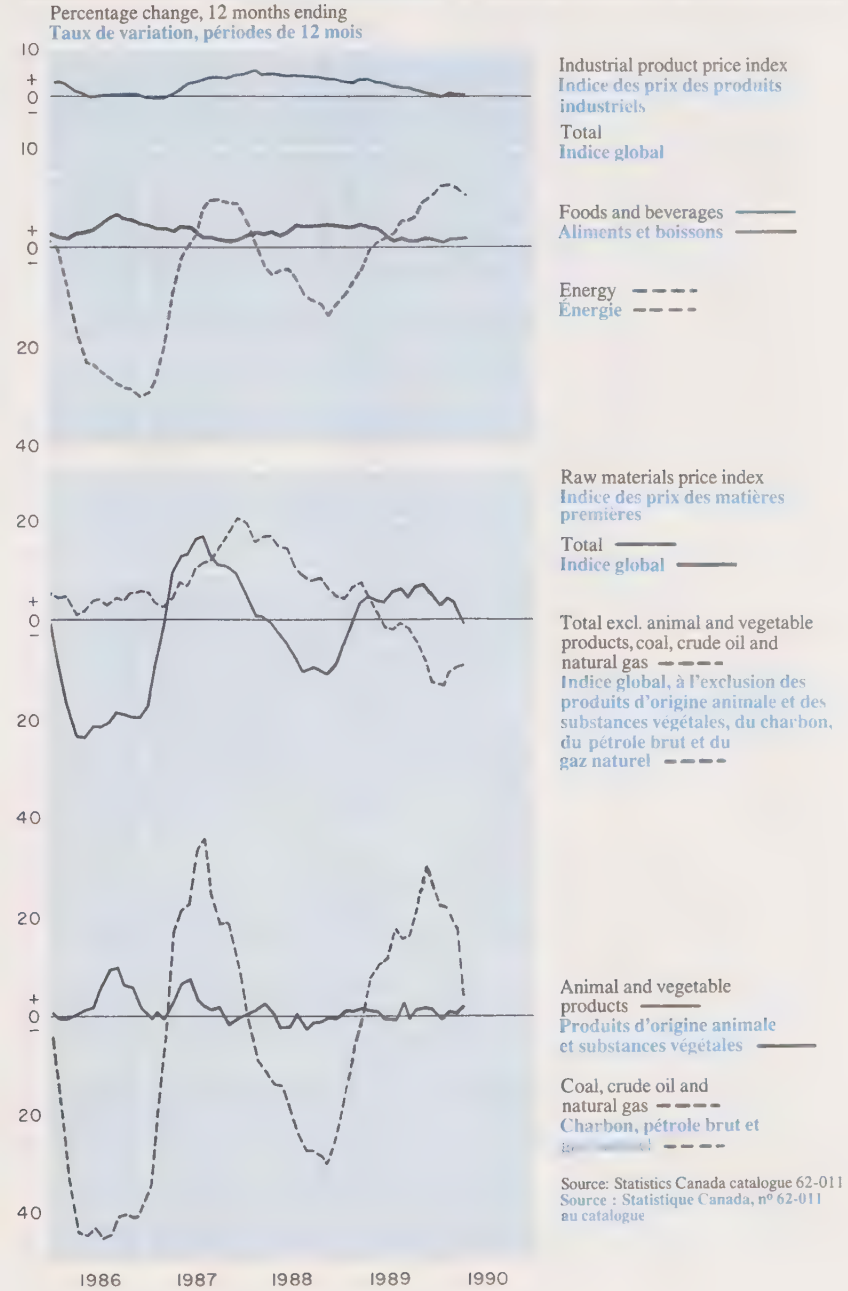 Percentage change, 12 months ending
Taux de variation, périodes de 12 mois
10
+
0
–
10
+
0
–
20
40
20
+
0
–
20
40
20
+
0
–
20
40
1986 1987 1988 1989 1990
Industrial product price index
Indice des prix des produits
industriels
Total
Indice global
Foods and beverages
Aliments et boissons
Energy
Énergie
Raw materials price index
Indice des prix des matières
premières
Total
Indice global
Total excl. animal and vegetable
products, coal, crude oil and
natural gas
Indice global, à l'exclusion des
produits d'origine animale et des
substances végétales, du charbon,
du pétrole brut et du
gaz naturel
Animal and vegetable
products
Produits d'origine animale
et substances végétales
Coal, crude oil and
natural gas
Charbon, pétrole brut et
Source: Statistics Canada catalogue 62-011
Source : Statistique Canada, nº 62-011
au catalogue